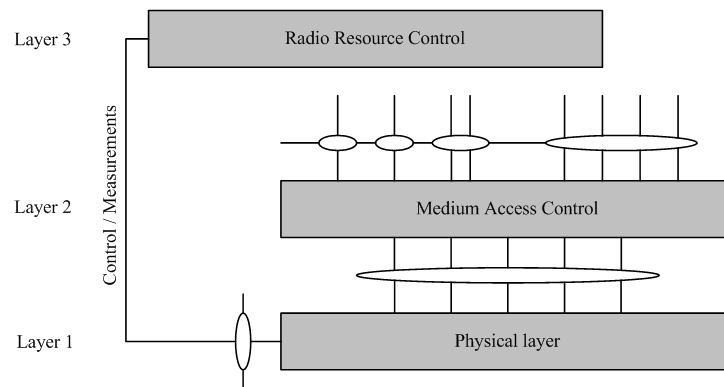 Layer 3
Radio Resource Control
Control / Measurements
Layer 2
Medium Access Control
Layer 1
Physical layer